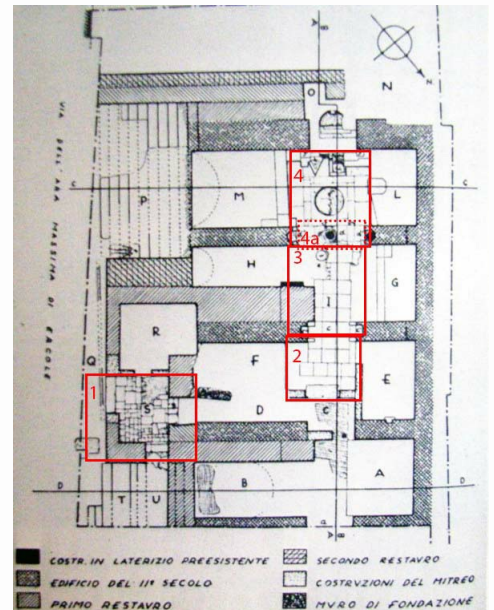 A
B
O
N
N.
VIA DELL'ARA MASSIMA DI ERCOLE
4
C
M
L
C
P
4a
3
H
G
I
R
c
Q
F
2
E
1
S
D
C
A
D
B
D
T
U
a
A
B
COSTR. IN LATERIZIO PREESISTENTE
EDIFICIO DEL IIº SECOLO
PRIMO RESTAURO
SECONDO RESTAURO
COSTRUZIONI DEL MITREO
MURO DI FONDAZIONE